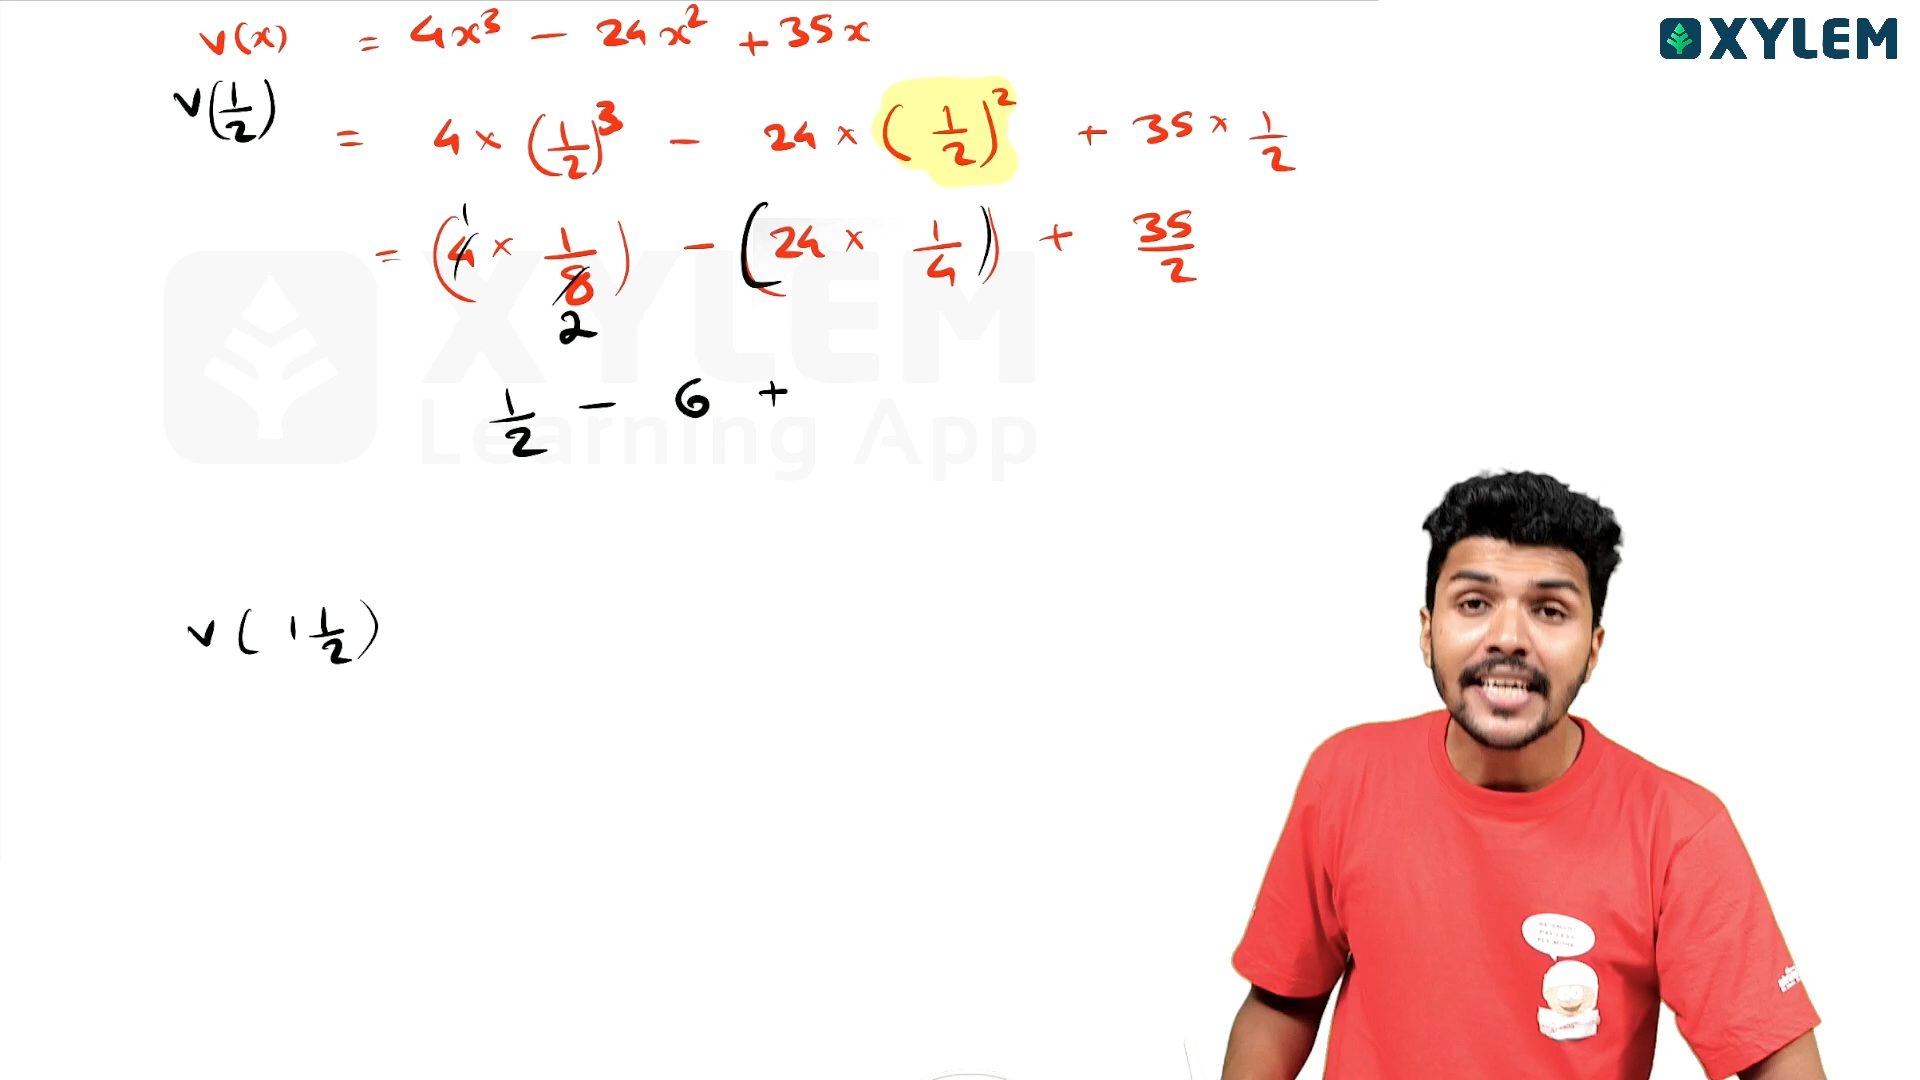 v(x) = 4x³ − 24x² + 35x
XYLEM
v(1/2) = 4 × (1/2)³ − 24 × (1/2)² + 35 × 1/2
= (4 × 1/8) − (24 × 1/4) + 35/2
1
2
XYLEM
Learning App
1/2 − 6 +
v(1 1/2)